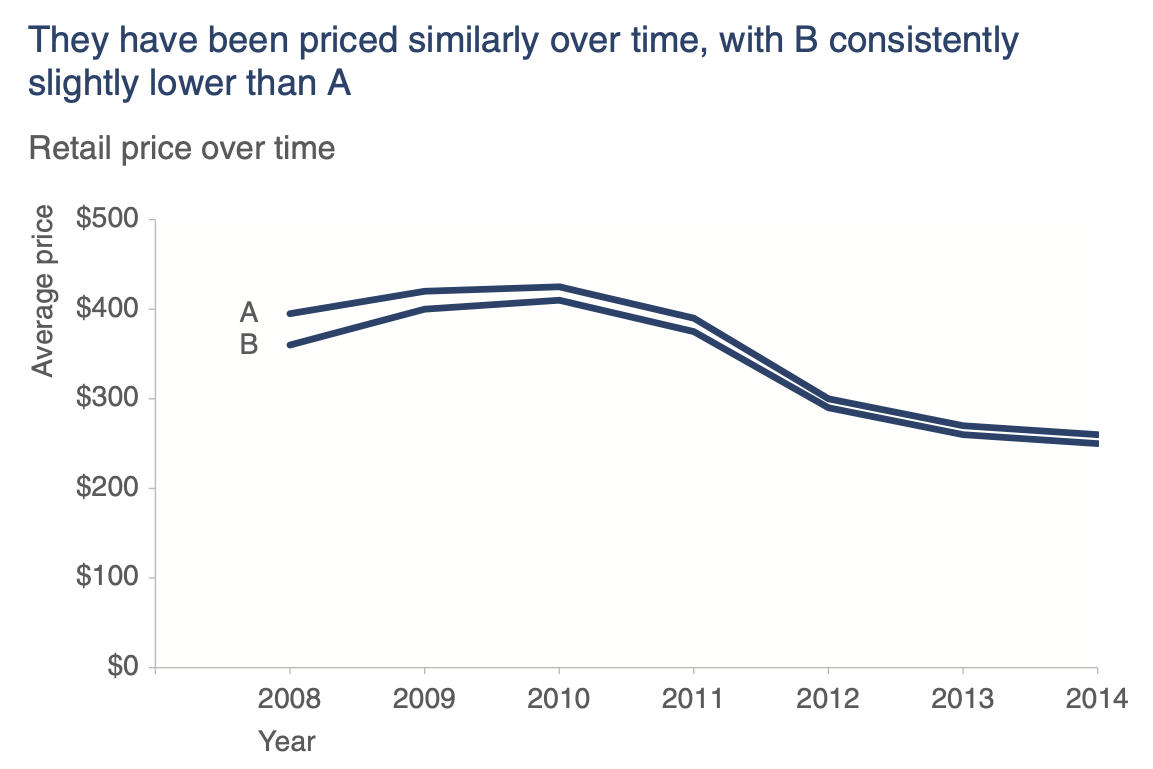 They have been priced similarly over time, with B consistently
slightly lower than A
Retail price over time
Average price
$500
$400
$300
$200
$100
$0
A
B
2008 2009 2010 2011 2012 2013 2014
Year